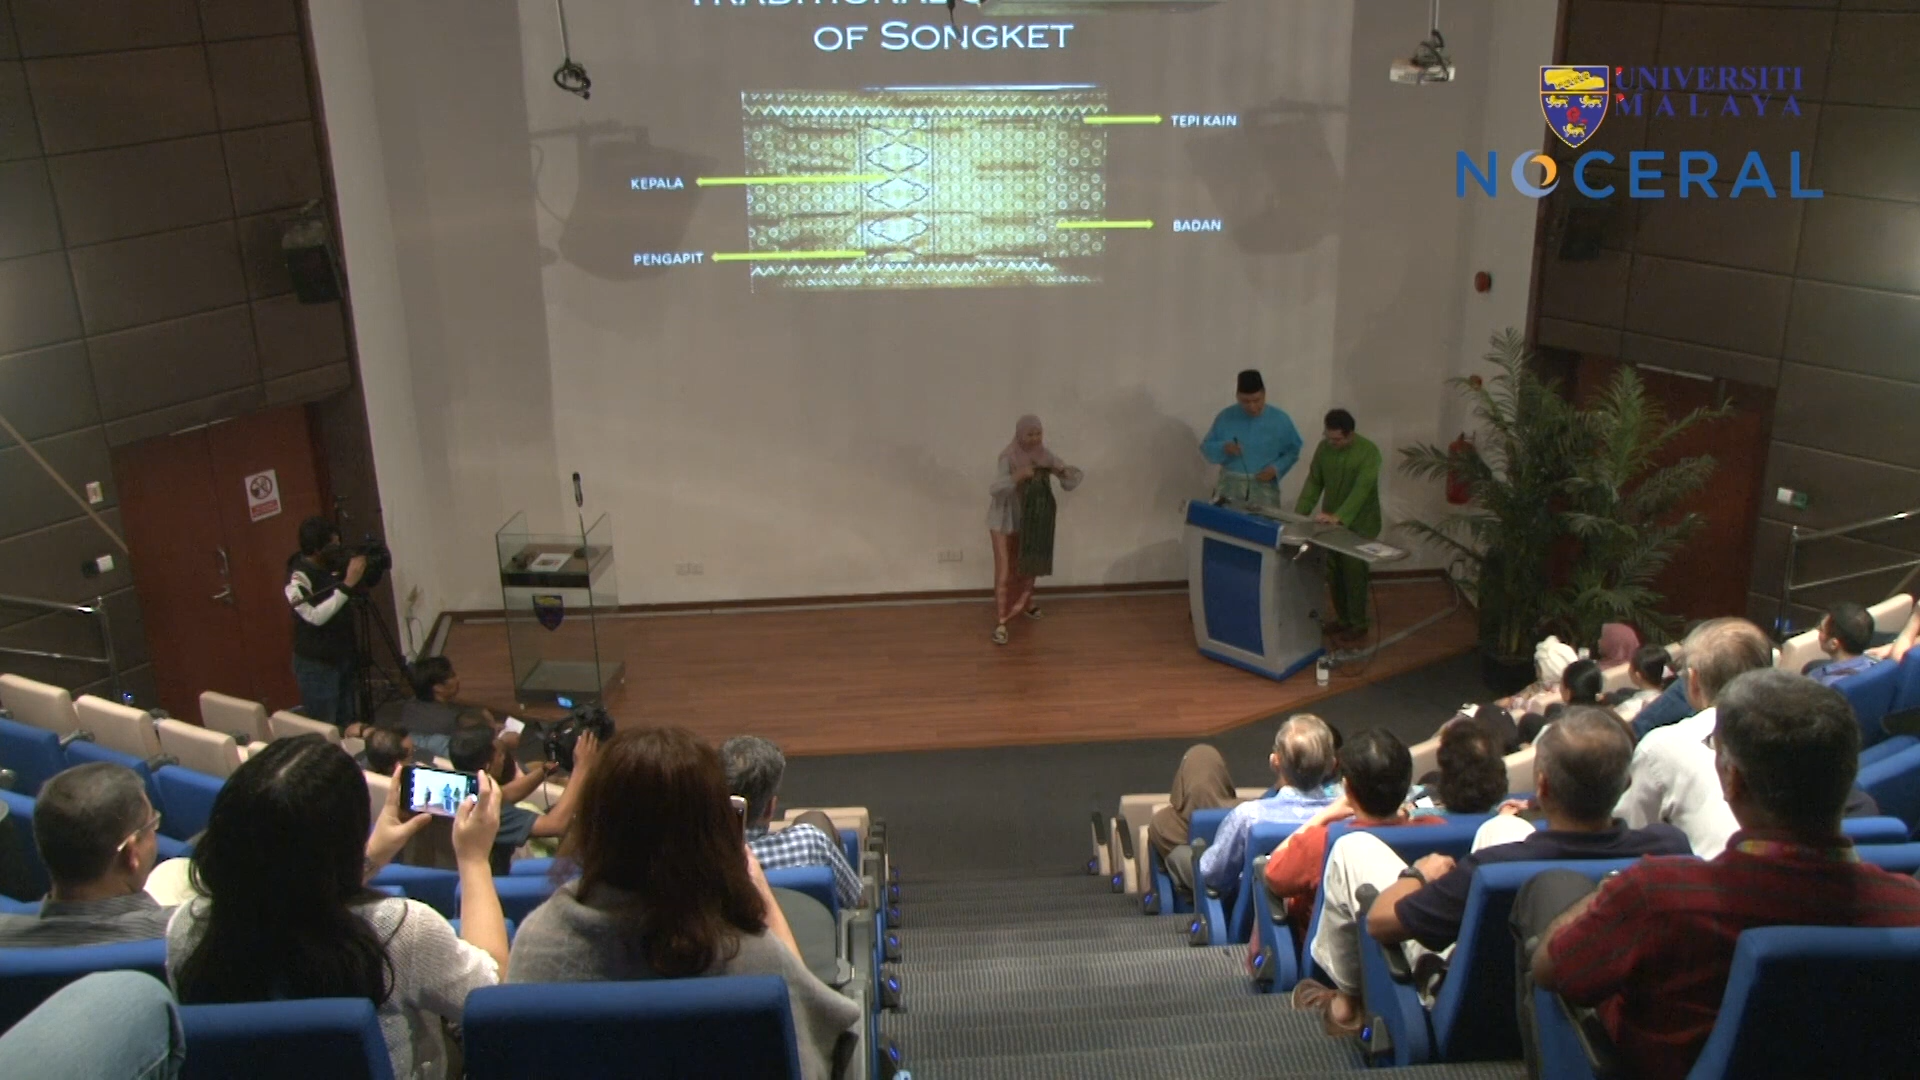 OF SONGKET
TEPI KAIN
KEPALA
BADAN
PENGAPIT
UNIVERSITI
MALAYA
NOCERAL